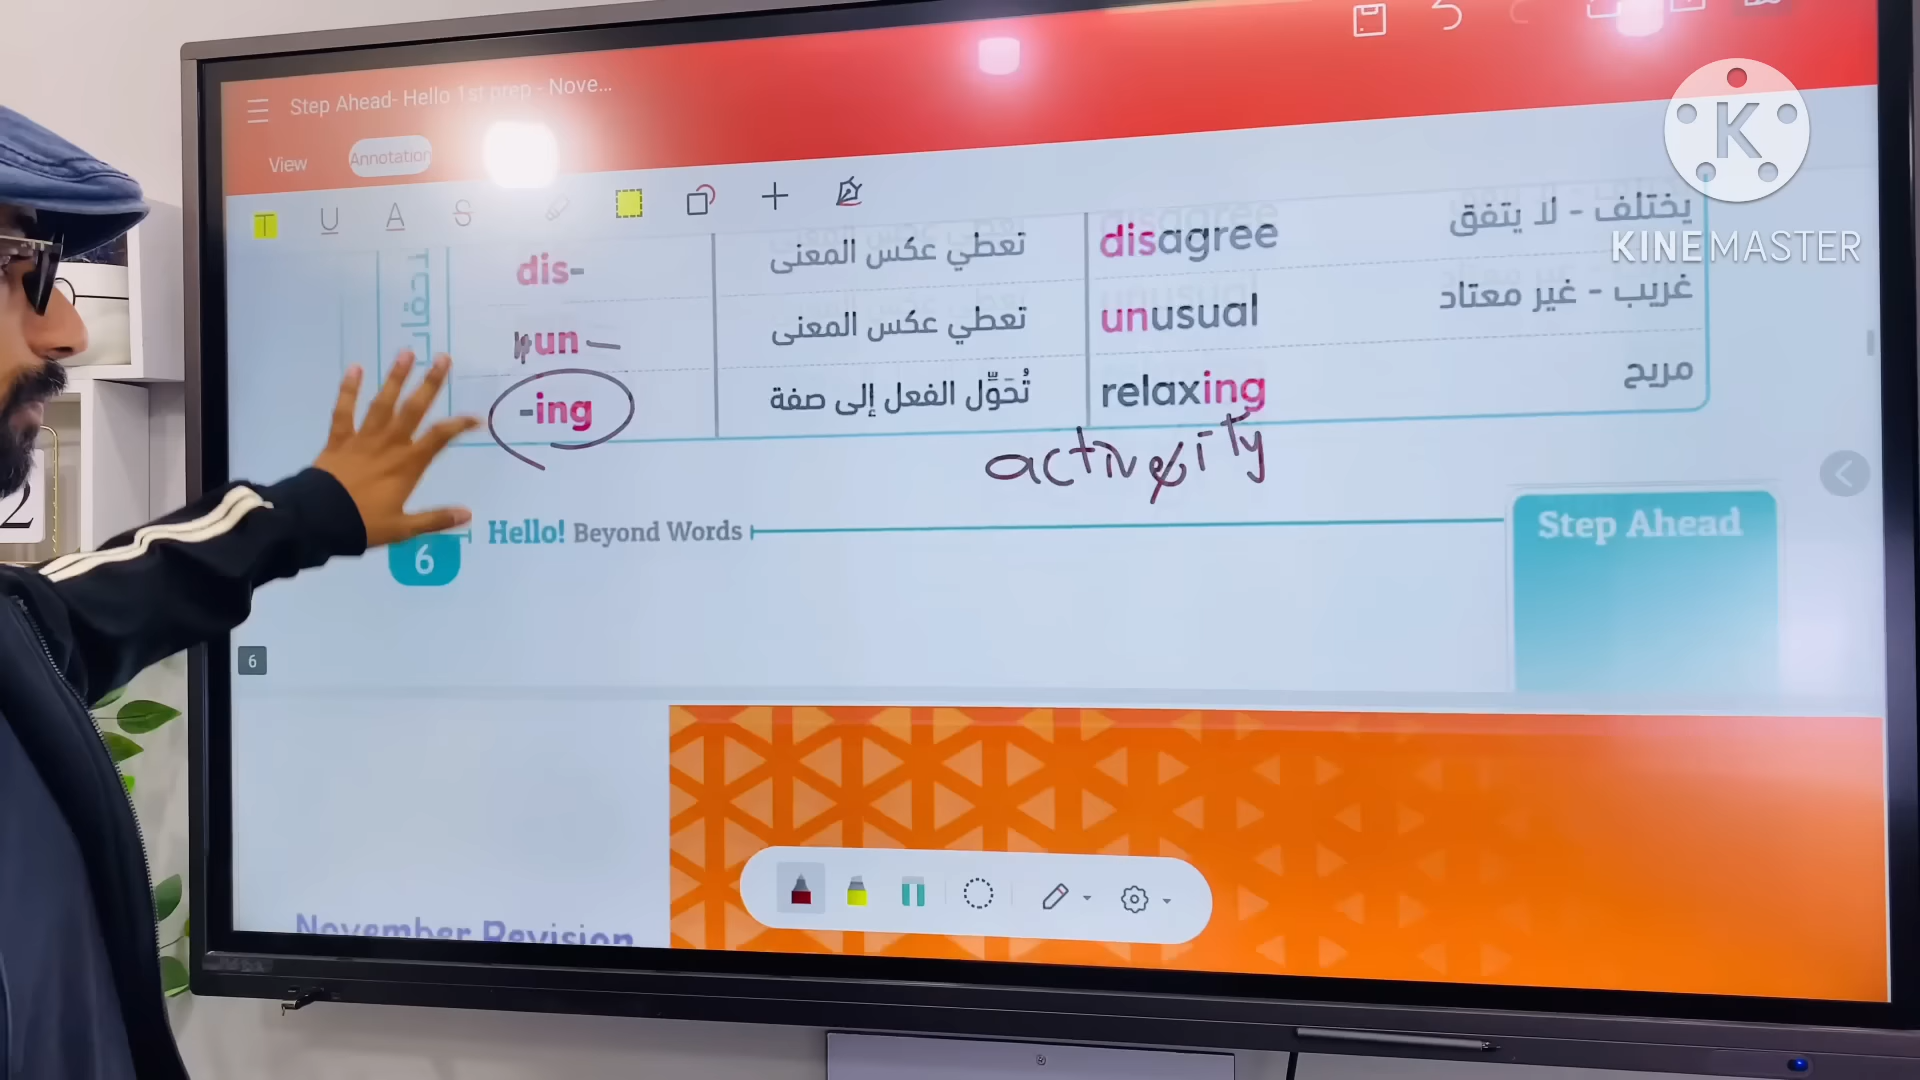 Step Ahead- Hello 1st prep - Nove...
View Annotation
T U A S
KINEMASTER
dis- تعطي عكس المعنى disagree يختلف - لا يتفق
un تعطي عكس المعنى unusual غريب - غير معتاد
-ing تُحَوِّل الفعل إلى صفة relaxing مريح
activeity
6 Hello! Beyond Words
Step Ahead
6
November Revision
2